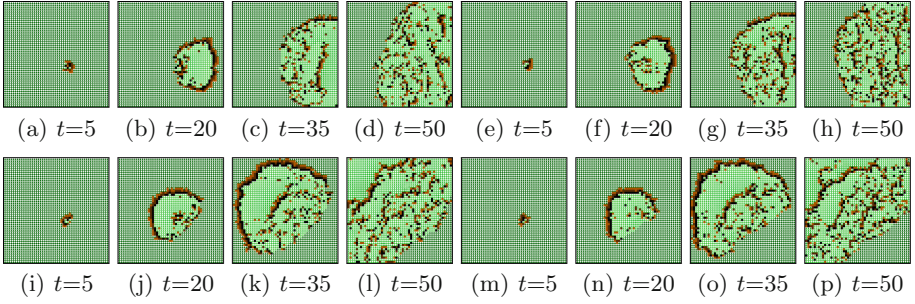 (a) t=5 (b) t=20 (c) t=35 (d) t=50 (e) t=5 (f) t=20 (g) t=35 (h) t=50
(i) t=5 (j) t=20 (k) t=35 (l) t=50 (m) t=5 (n) t=20 (o) t=35 (p) t=50